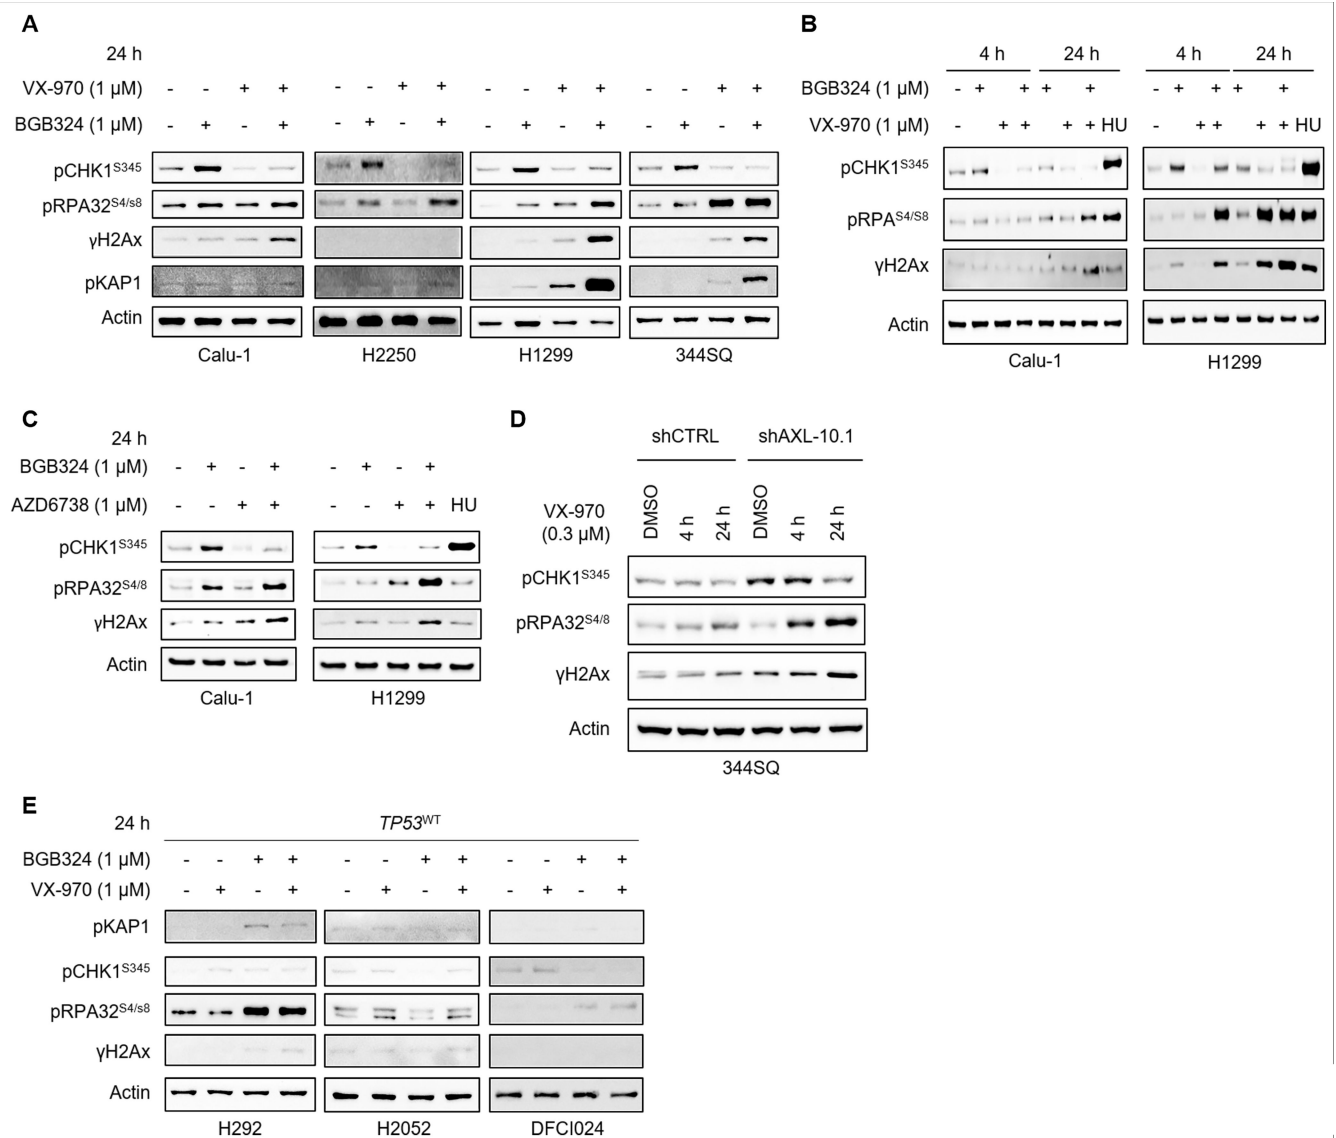 A
24 h
VX-970 (1 µM) - - + + - - + + - - + + - - + +
BGB324 (1 µM) - + - + - + - + - + - + - + - +
pCHK1S345
pRPA32S4/s8
γH2Ax
pKAP1
Actin
Calu-1 H2250 H1299 344SQ
B
4 h 24 h 4 h 24 h
BGB324 (1 µM) - + + + + - + + + +
VX-970 (1 µM) - + + + + HU - + + + + HU
pCHK1S345
pRPAS4/S8
γH2Ax
Actin
Calu-1 H1299
C
24 h
BGB324 (1 µM) - + - + - + - +
AZD6738 (1 µM) - - + + - - + + HU
pCHK1S345
pRPA32S4/8
γH2Ax
Actin
Calu-1 H1299
D
shCTRL shAXL-10.1
VX-970
(0.3 µM)
DMSO 4 h 24 h DMSO 4 h 24 h
pCHK1S345
pRPA32S4/8
γH2Ax
Actin
344SQ
E
24 h TP53WT
BGB324 (1 µM) - - + + - - + + - - + +
VX-970 (1 µM) - + - + - + - + - + - +
pKAP1
pCHK1S345
pRPA32S4/s8
γH2Ax
Actin
H292 H2052 DFCI024